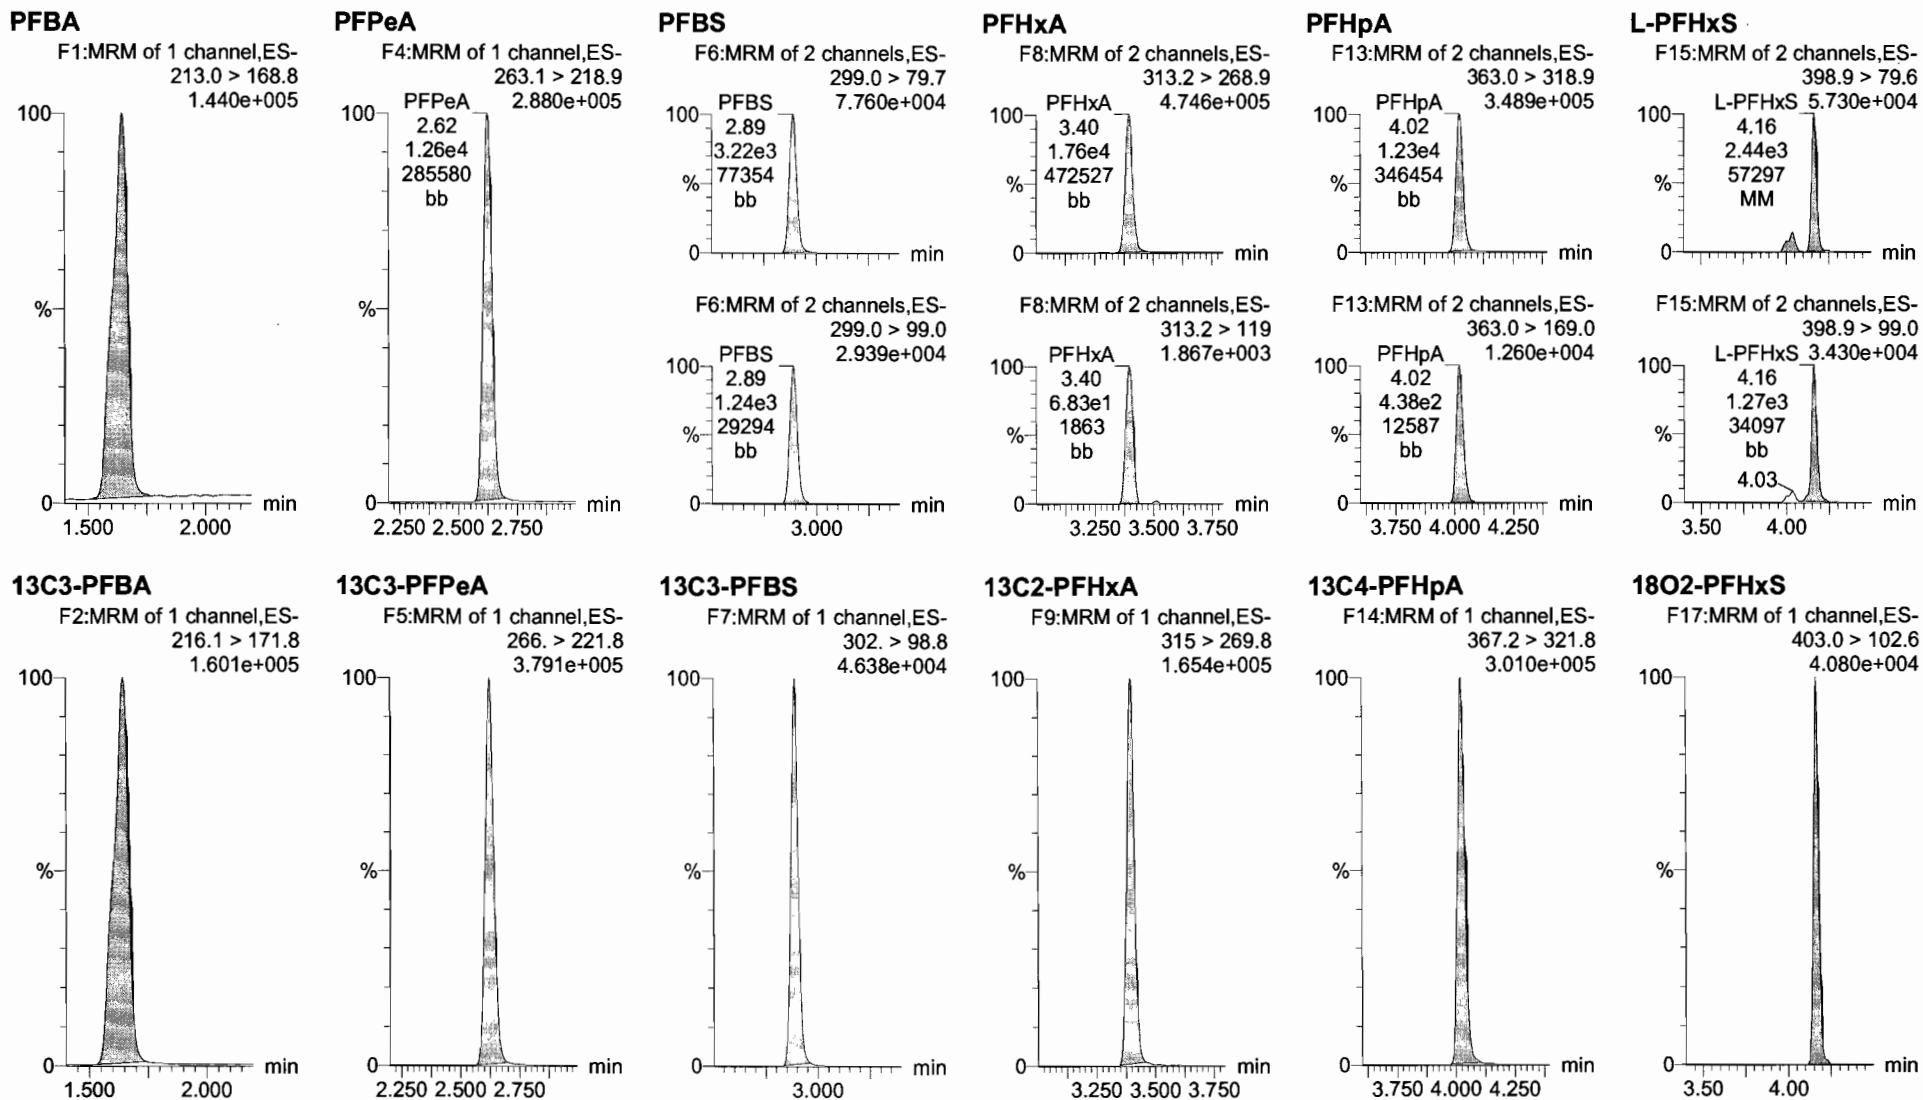 PFBA
F1:MRM of 1 channel,ES-
213.0 > 168.8
1.440e+005
100
%
0
min
1.500 2.000
PFPeA
F4:MRM of 1 channel,ES-
263.1 > 218.9
2.880e+005
100
PFPeA
2.62
1.26e4
285580
bb
%
0
min
2.250 2.500 2.750
PFBS
F6:MRM of 2 channels,ES-
299.0 > 79.7
7.760e+004
100
PFBS
2.89
3.22e3
77354
bb
%
0
min
F6:MRM of 2 channels,ES-
299.0 > 99.0
2.939e+004
100
PFBS
2.89
1.24e3
29294
bb
%
0
min
3.000
PFHxA
F8:MRM of 2 channels,ES-
313.2 > 268.9
4.746e+005
100
PFHxA
3.40
1.76e4
472527
bb
%
0
min
F8:MRM of 2 channels,ES-
313.2 > 119
1.867e+003
100
PFHxA
3.40
6.83e1
1863
bb
%
0
min
3.250 3.500 3.750
PFHpA
F13:MRM of 2 channels,ES-
363.0 > 318.9
3.489e+005
100
PFHpA
4.02
1.23e4
346454
bb
%
0
min
F13:MRM of 2 channels,ES-
363.0 > 169.0
1.260e+004
100
PFHpA
4.02
4.38e2
12587
bb
%
0
min
3.750 4.000 4.250
L-PFHxS
F15:MRM of 2 channels,ES-
398.9 > 79.6
5.730e+004
100
L-PFHxS
4.16
2.44e3
57297
MM
%
0
min
F15:MRM of 2 channels,ES-
398.9 > 99.0
3.430e+004
100
L-PFHxS
4.16
1.27e3
34097
bb
4.03
%
0
min
3.50 4.00
13C3-PFBA
F2:MRM of 1 channel,ES-
216.1 > 171.8
1.601e+005
100
%
0
min
1.500 2.000
13C3-PFPeA
F5:MRM of 1 channel,ES-
266. > 221.8
3.791e+005
100
%
0
min
2.250 2.500 2.750
13C3-PFBS
F7:MRM of 1 channel,ES-
302. > 98.8
4.638e+004
100
%
0
min
3.000
13C2-PFHxA
F9:MRM of 1 channel,ES-
315 > 269.8
1.654e+005
100
%
0
min
3.250 3.500 3.750
13C4-PFHpA
F14:MRM of 1 channel,ES-
367.2 > 321.8
3.010e+005
100
%
0
min
3.750 4.000 4.250
18O2-PFHxS
F17:MRM of 1 channel,ES-
403.0 > 102.6
4.080e+004
100
%
0
min
3.50 4.00